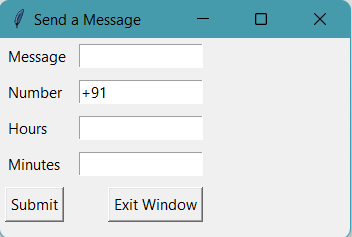 Send a Message
Message
Number +91
Hours
Minutes
Submit Exit Window